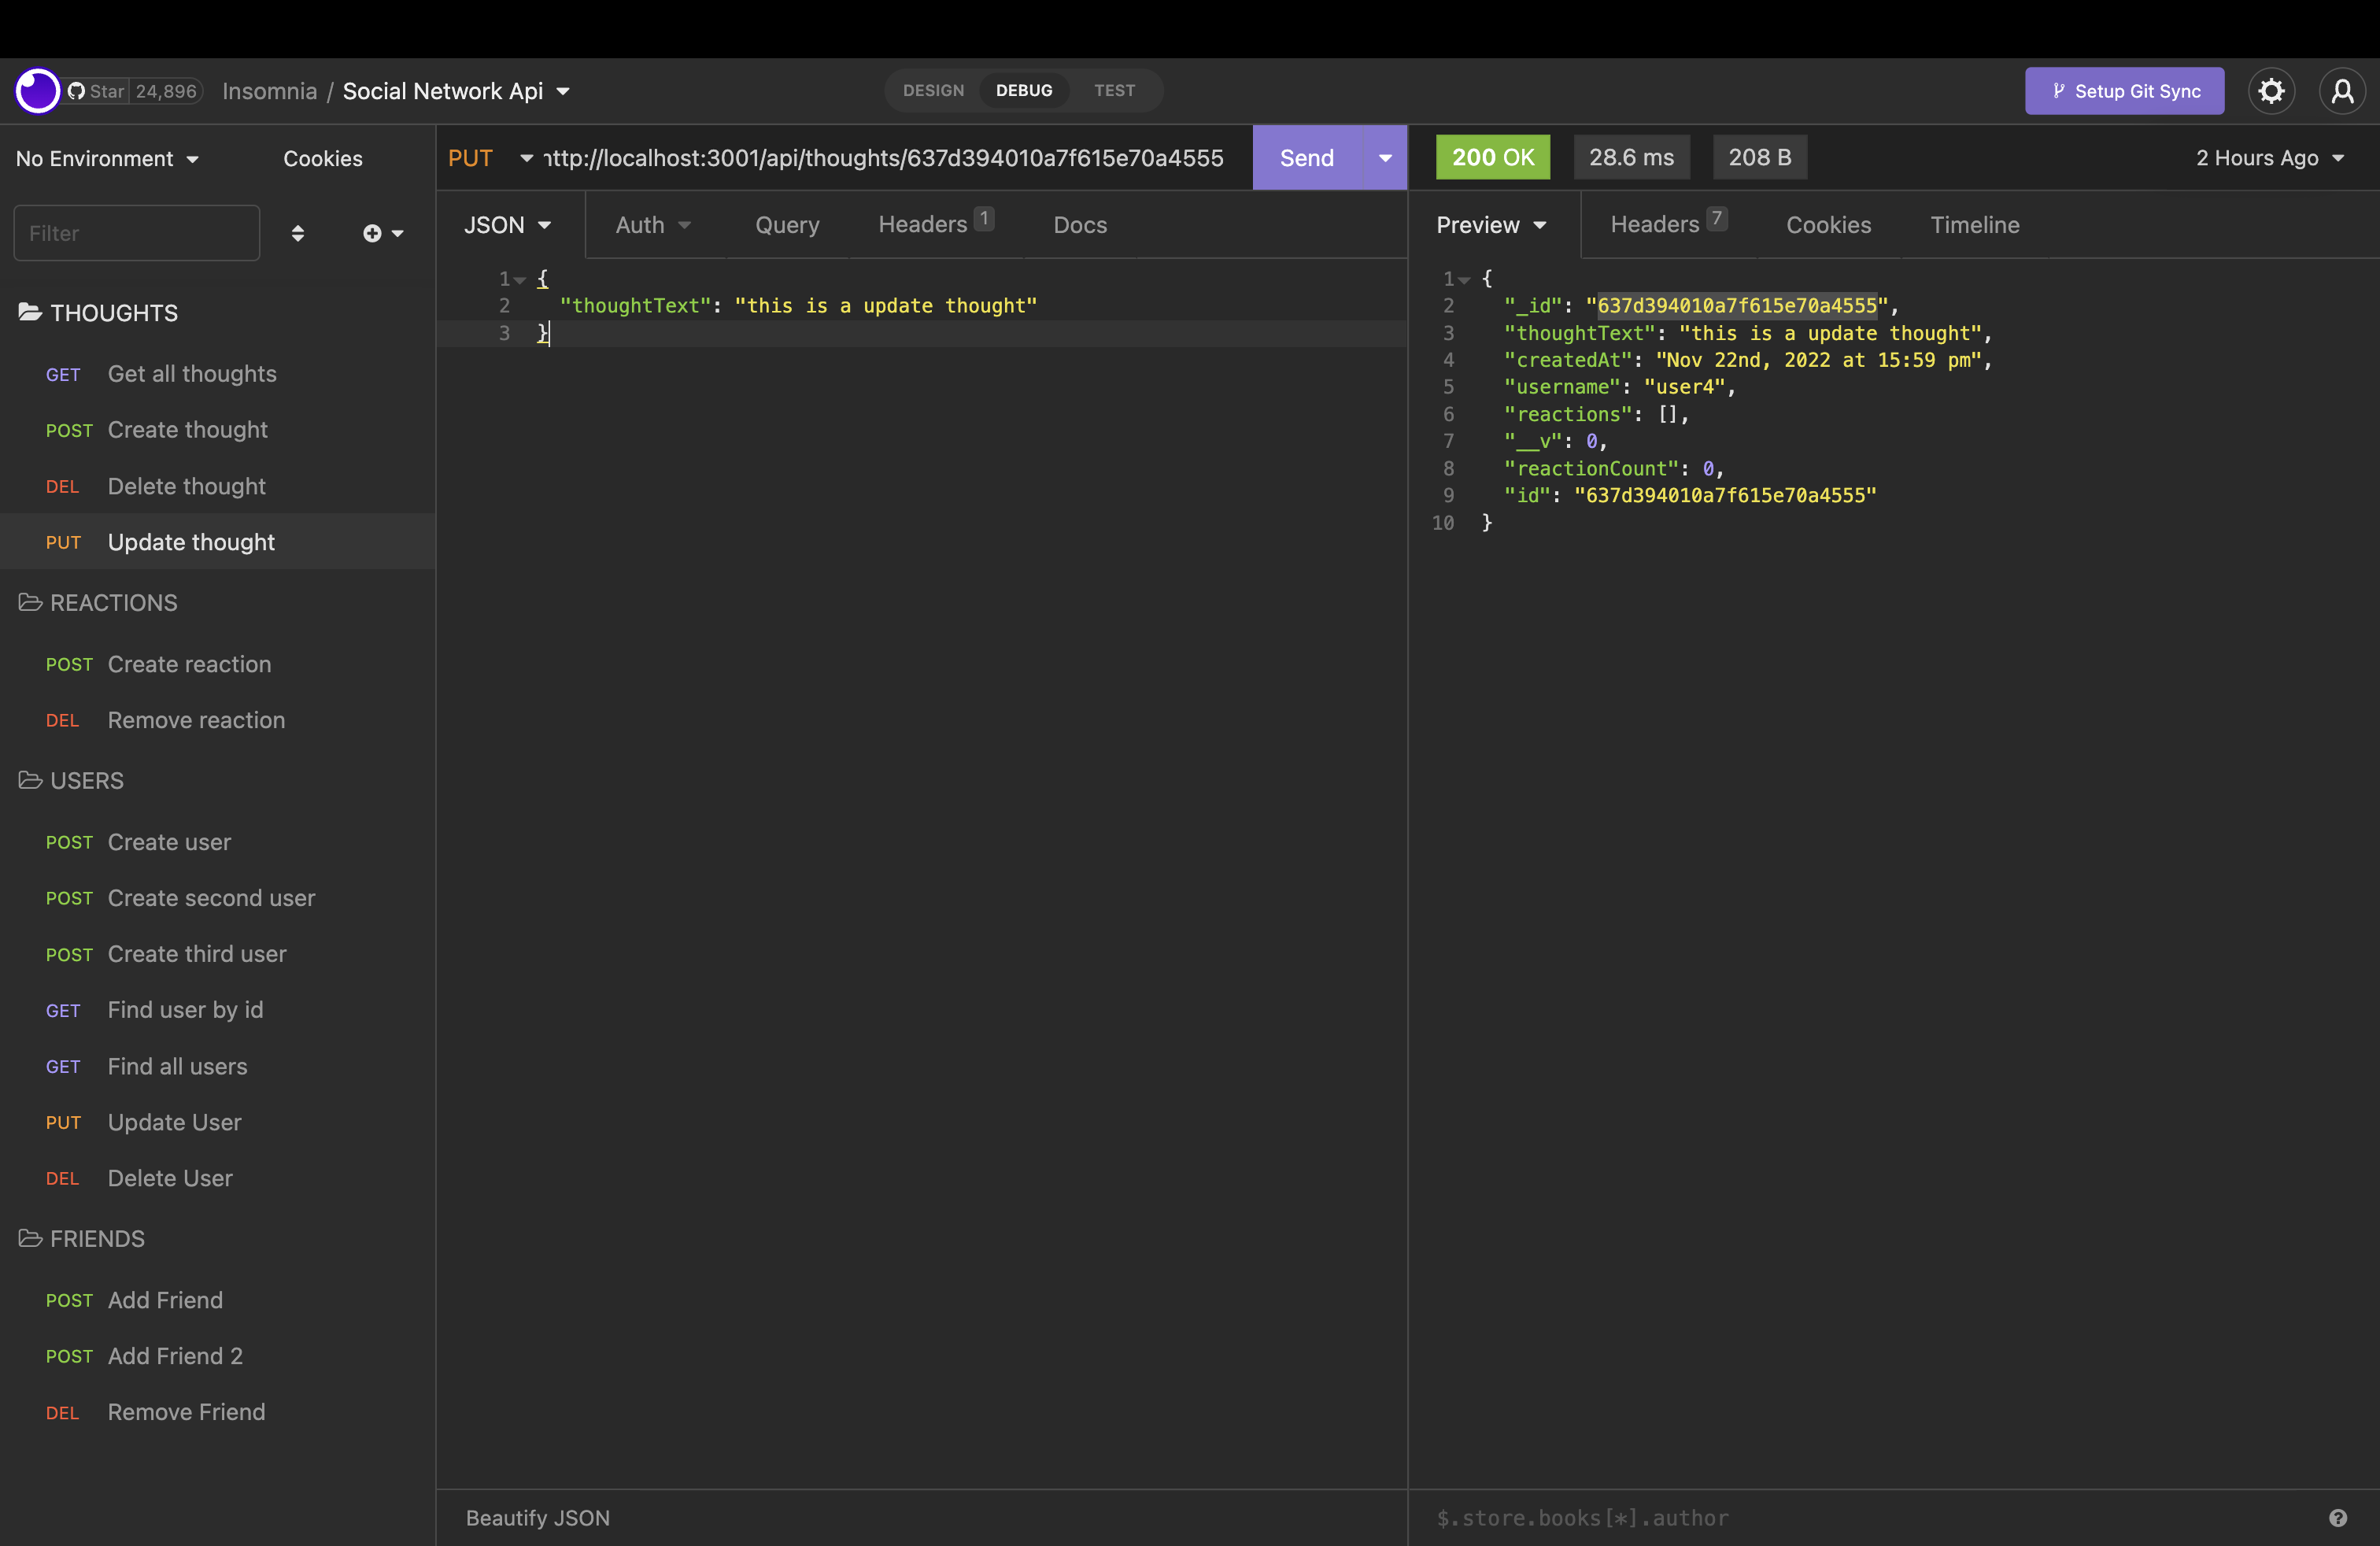 Star 24,896 Insomnia / Social Network Api DESIGN DEBUG TEST Setup Git Sync
No Environment Cookies
Filter
THOUGHTS
GET Get all thoughts
POST Create thought
DEL Delete thought
PUT Update thought
REACTIONS
POST Create reaction
DEL Remove reaction
USERS
POST Create user
POST Create second user
POST Create third user
GET Find user by id
GET Find all users
PUT Update User
DEL Delete User
FRIENDS
POST Add Friend
POST Add Friend 2
DEL Remove Friend
PUT http://localhost:3001/api/thoughts/637d394010a7f615e70a4555 Send
JSON Auth Query Headers 1 Docs
1 {
2 "thoughtText": "this is a update thought"
3 }
Beautify JSON
200 OK 28.6 ms 208 B 2 Hours Ago
Preview Headers 7 Cookies Timeline
1 {
2 "_id": "637d394010a7f615e70a4555",
3 "thoughtText": "this is a update thought",
4 "createdAt": "Nov 22nd, 2022 at 15:59 pm",
5 "username": "user4",
6 "reactions": [],
7 "__v": 0,
8 "reactionCount": 0,
9 "id": "637d394010a7f615e70a4555"
10 }
$.store.books[*].author